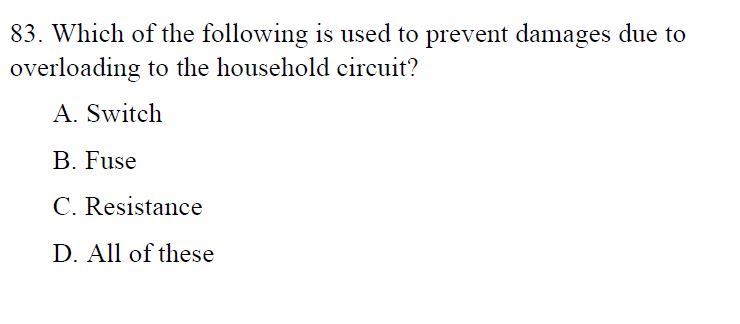 83. Which of the following is used to prevent damages due to
overloading to the household circuit?
A. Switch
B. Fuse
C. Resistance
D. All of these